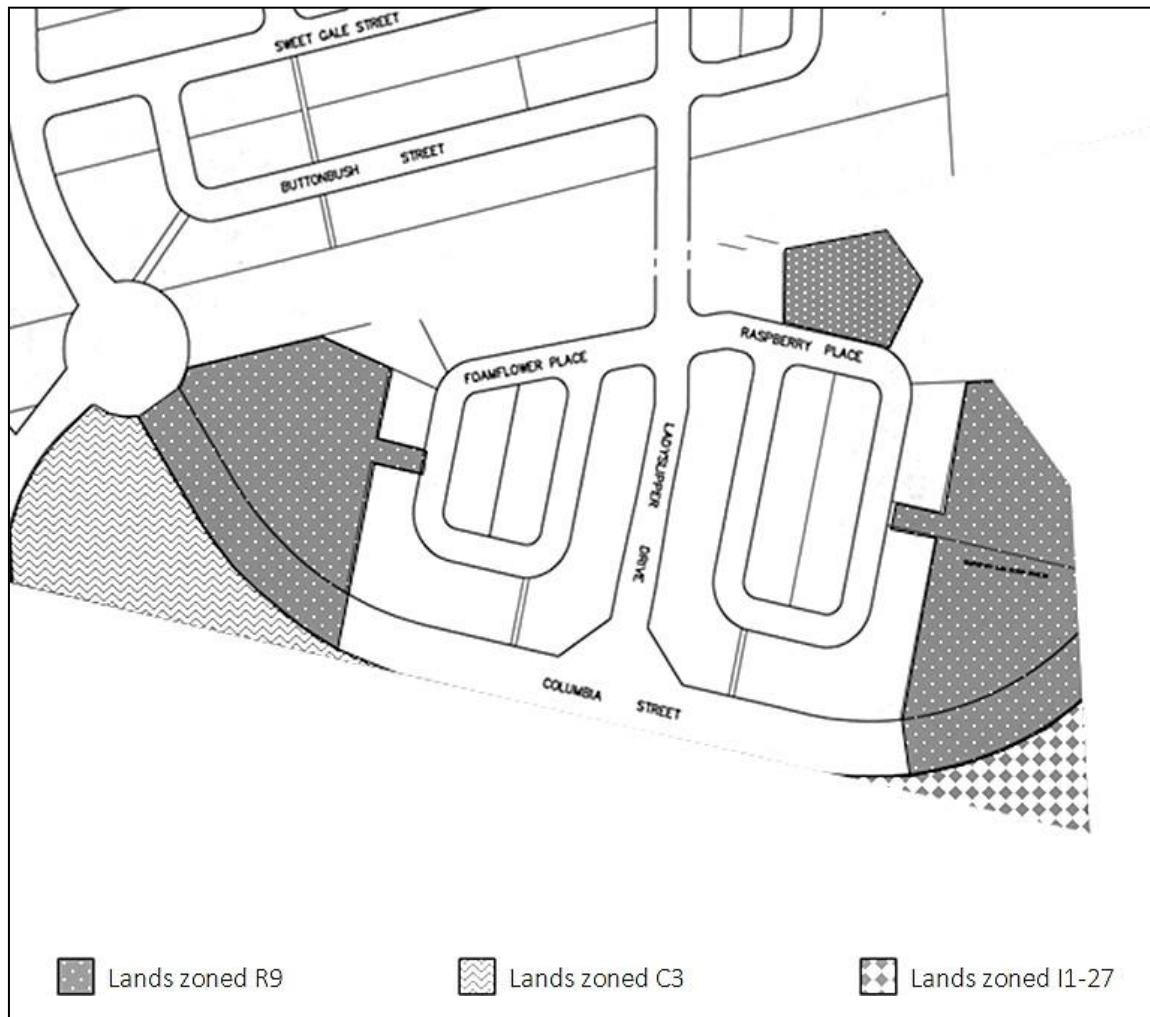 SWEET GALE STREET
BUTTONBUSH STREET
FOAMFLOWER PLACE
RASPBERRY PLACE
LADYSLIPPER DRIVE
COLUMBIA STREET
Lands zoned R9
Lands zoned C3
Lands zoned I1-27